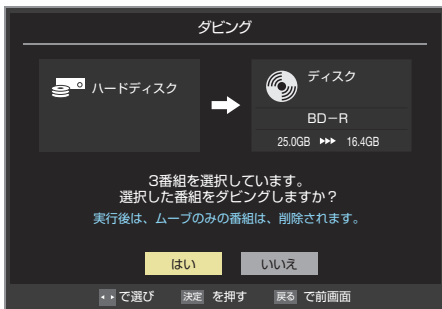 ダビング
ハードディスク
ディスク
BD-R
25.0GB ▶▶▶ 16.4GB
3番組を選択しています。
選択した番組をダビングしますか？
実行後は、ムーブのみの番組は、削除されます。
はい
いいえ
で選び 決定 を押す 戻る で前画面